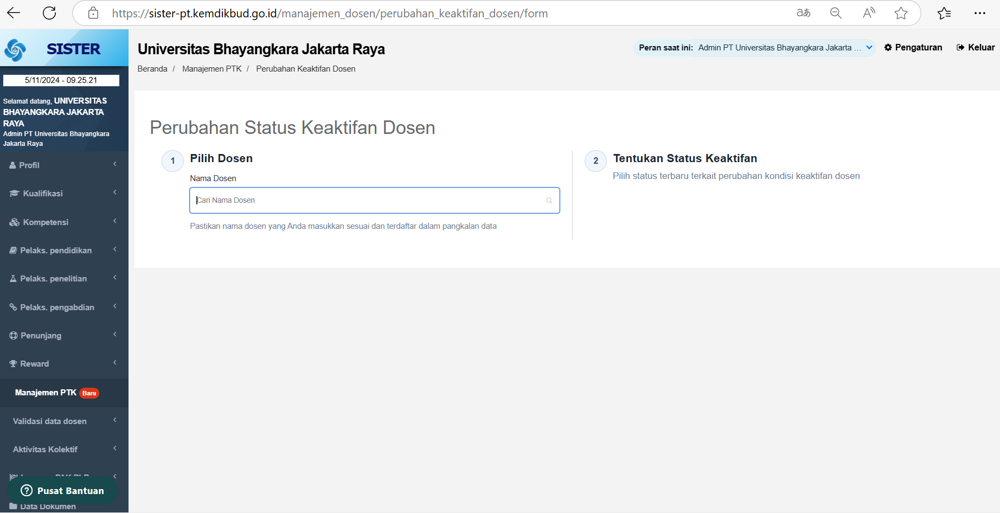 https://sister-pt.kemdikbud.go.id/manajemen_dosen/perubahan_keaktifan_dosen/form
SISTER
Universitas Bhayangkara Jakarta Raya
Peran saat ini: Admin PT Universitas Bhayangkara Jakarta ...
Pengaturan
Keluar
Beranda / Manajemen PTK / Perubahan Keaktifan Dosen
5/11/2024 - 09.25.21
Selamat datang, UNIVERSITAS
BHAYANGKARA JAKARTA
RAYA
Admin PT Universitas Bhayangkara
Jakarta Raya
Profil
Kualifikasi
Kompetensi
Pelaks. pendidikan
Pelaks. penelitian
Pelaks. pengabdian
Penunjang
Reward
Manajemen PTK Baru
Validasi data dosen
Aktivitas Kolektif
Pusat Bantuan
Data Dokumen
Perubahan Status Keaktifan Dosen
1 Pilih Dosen
Nama Dosen
Cari Nama Dosen
Pastikan nama dosen yang Anda masukkan sesuai dan terdaftar dalam pangkalan data
2 Tentukan Status Keaktifan
Pilih status terbaru terkait perubahan kondisi keaktifan dosen